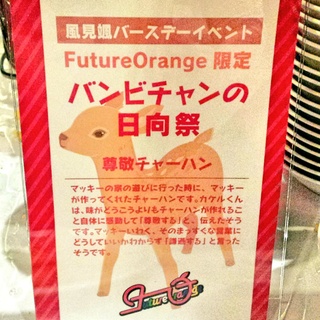 風見颯バースデーイベント
FutureOrange 限定
バンビチャンの
日向祭
尊敬チャーハン
マッキーの家の遊びに行った時に、マッキー
が作ってくれたチャーハンです。カケルくん
は、味がどうこうよりもチャーハンが作れること
自体に感動して「尊敬する」と、伝えたそう
です。マッキーいわく、そのまっすぐな言葉に
どうしていいかわからず「謙遜する」と言った
そうです。
Future Orange